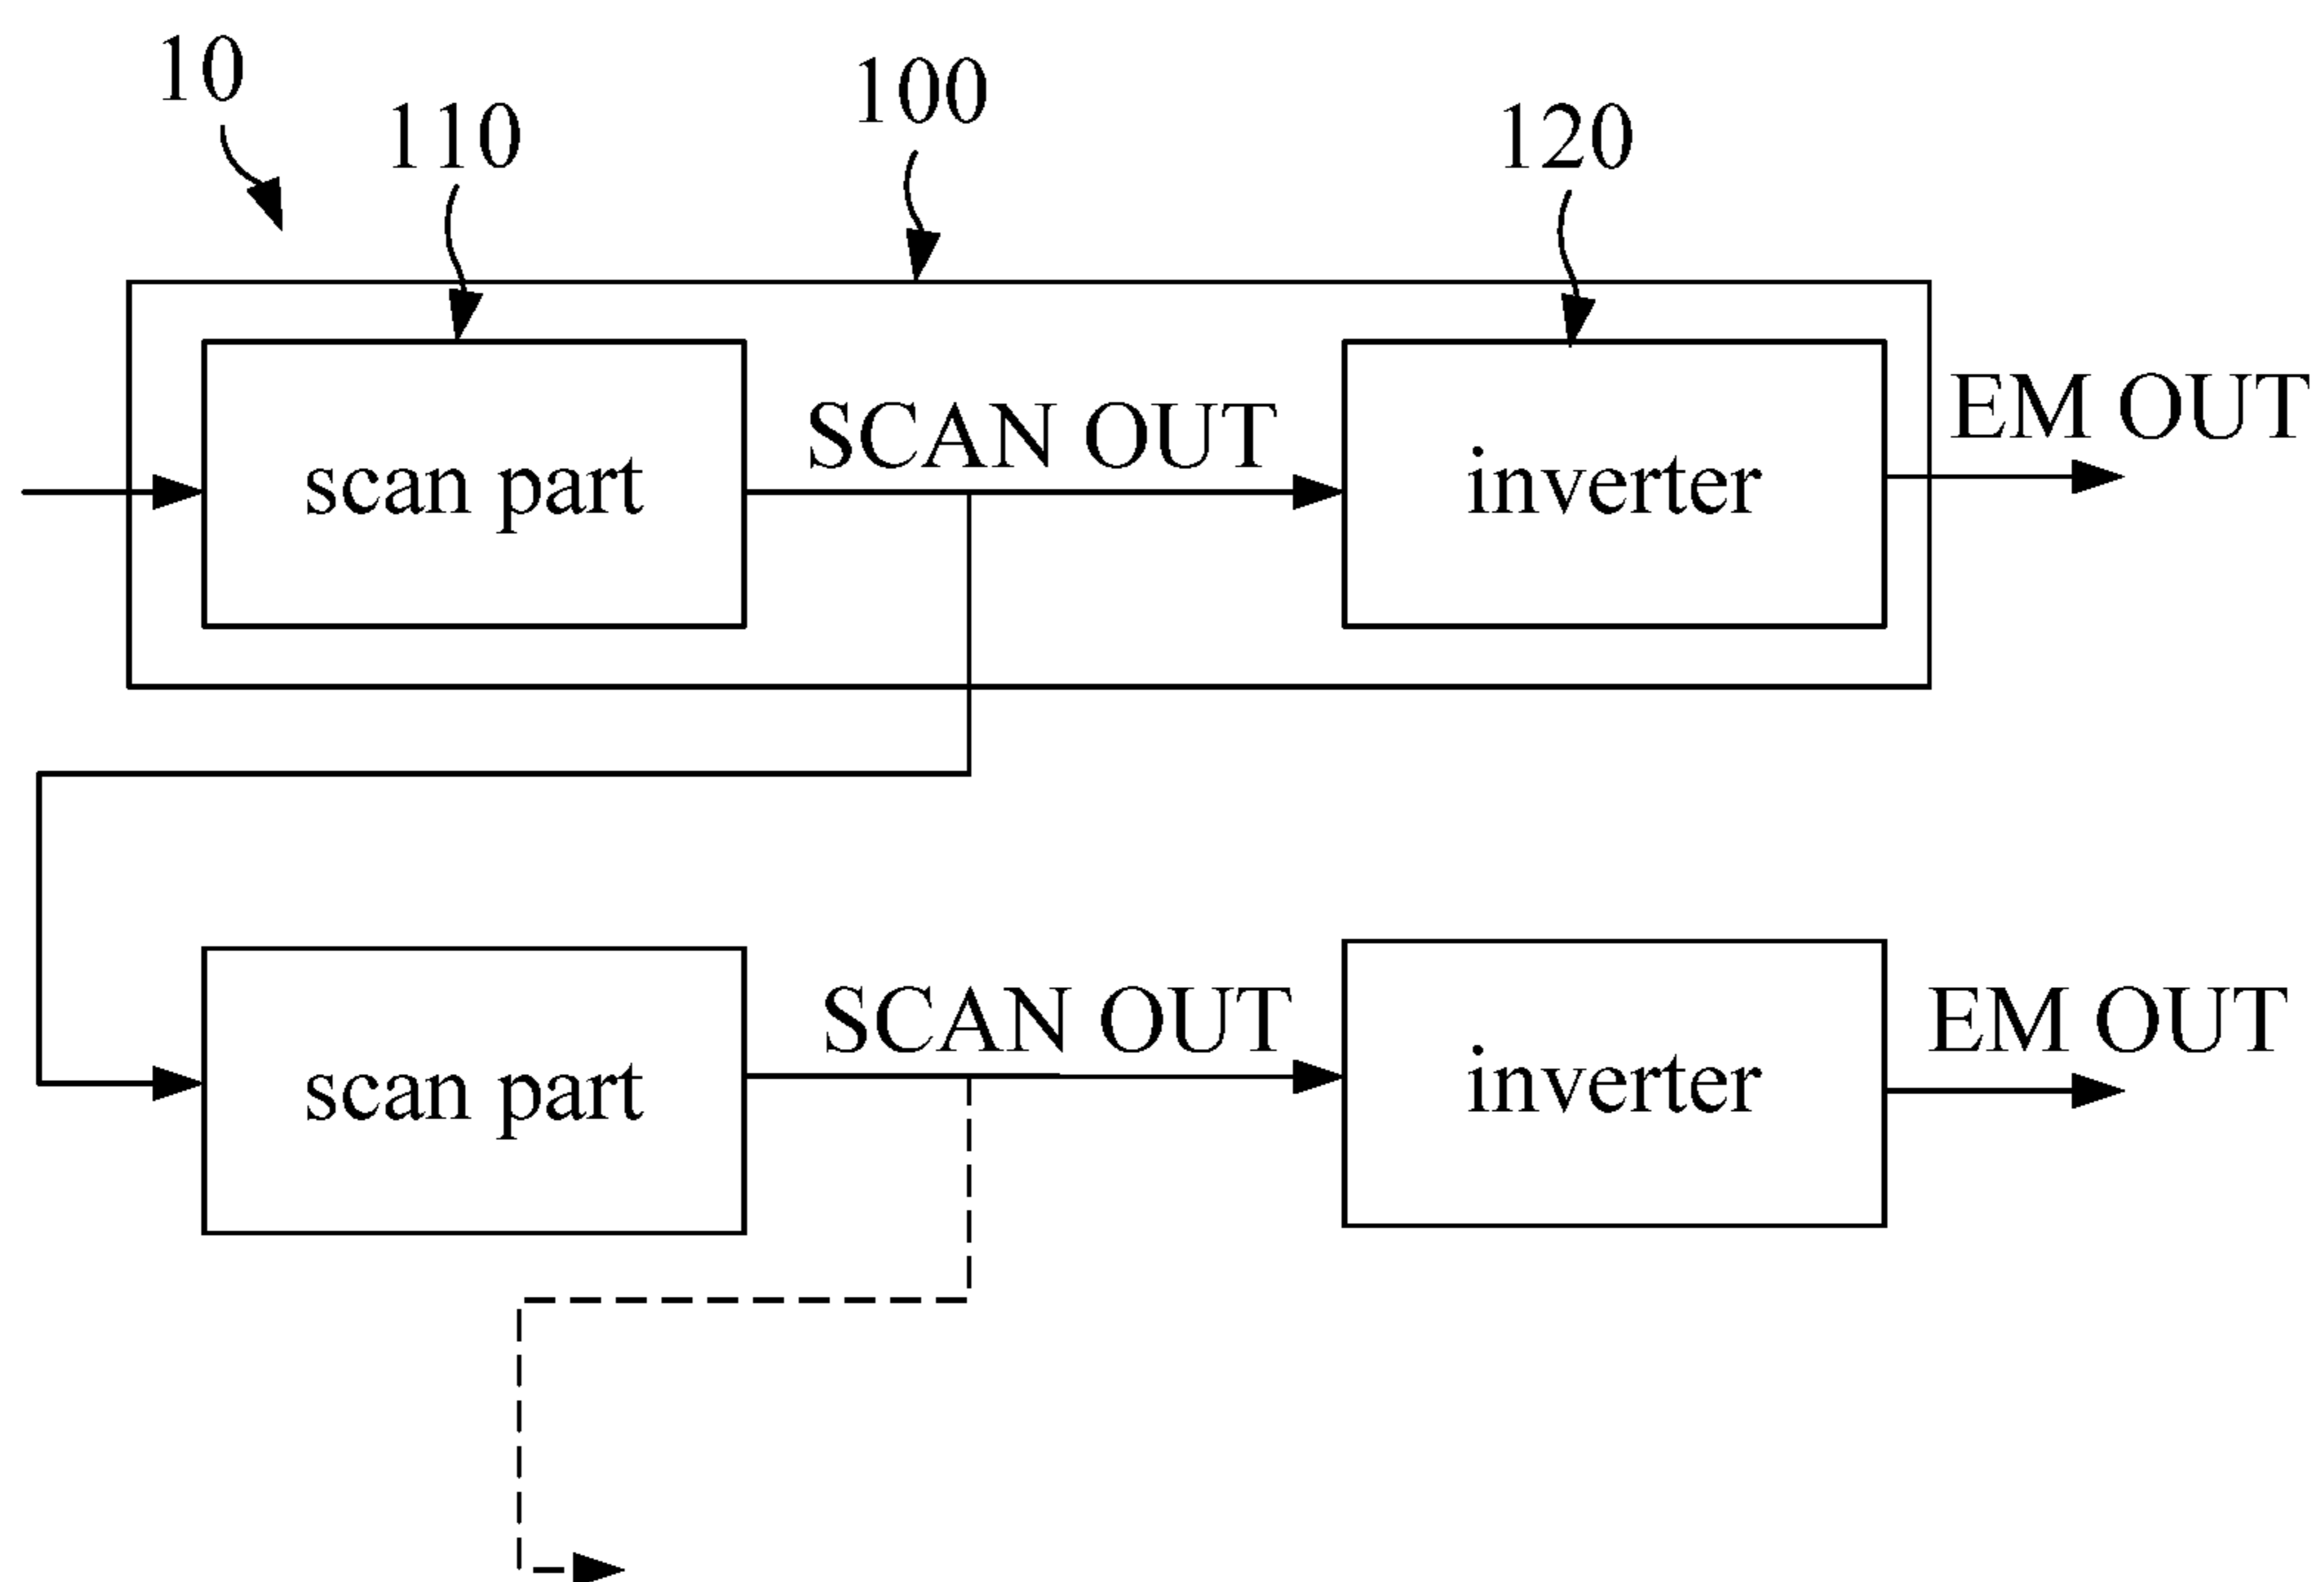 10
100
110
120
EM OUT
SCAN OUT
scan part
inverter
SCAN OUT
EM OUT
scan part
inverter